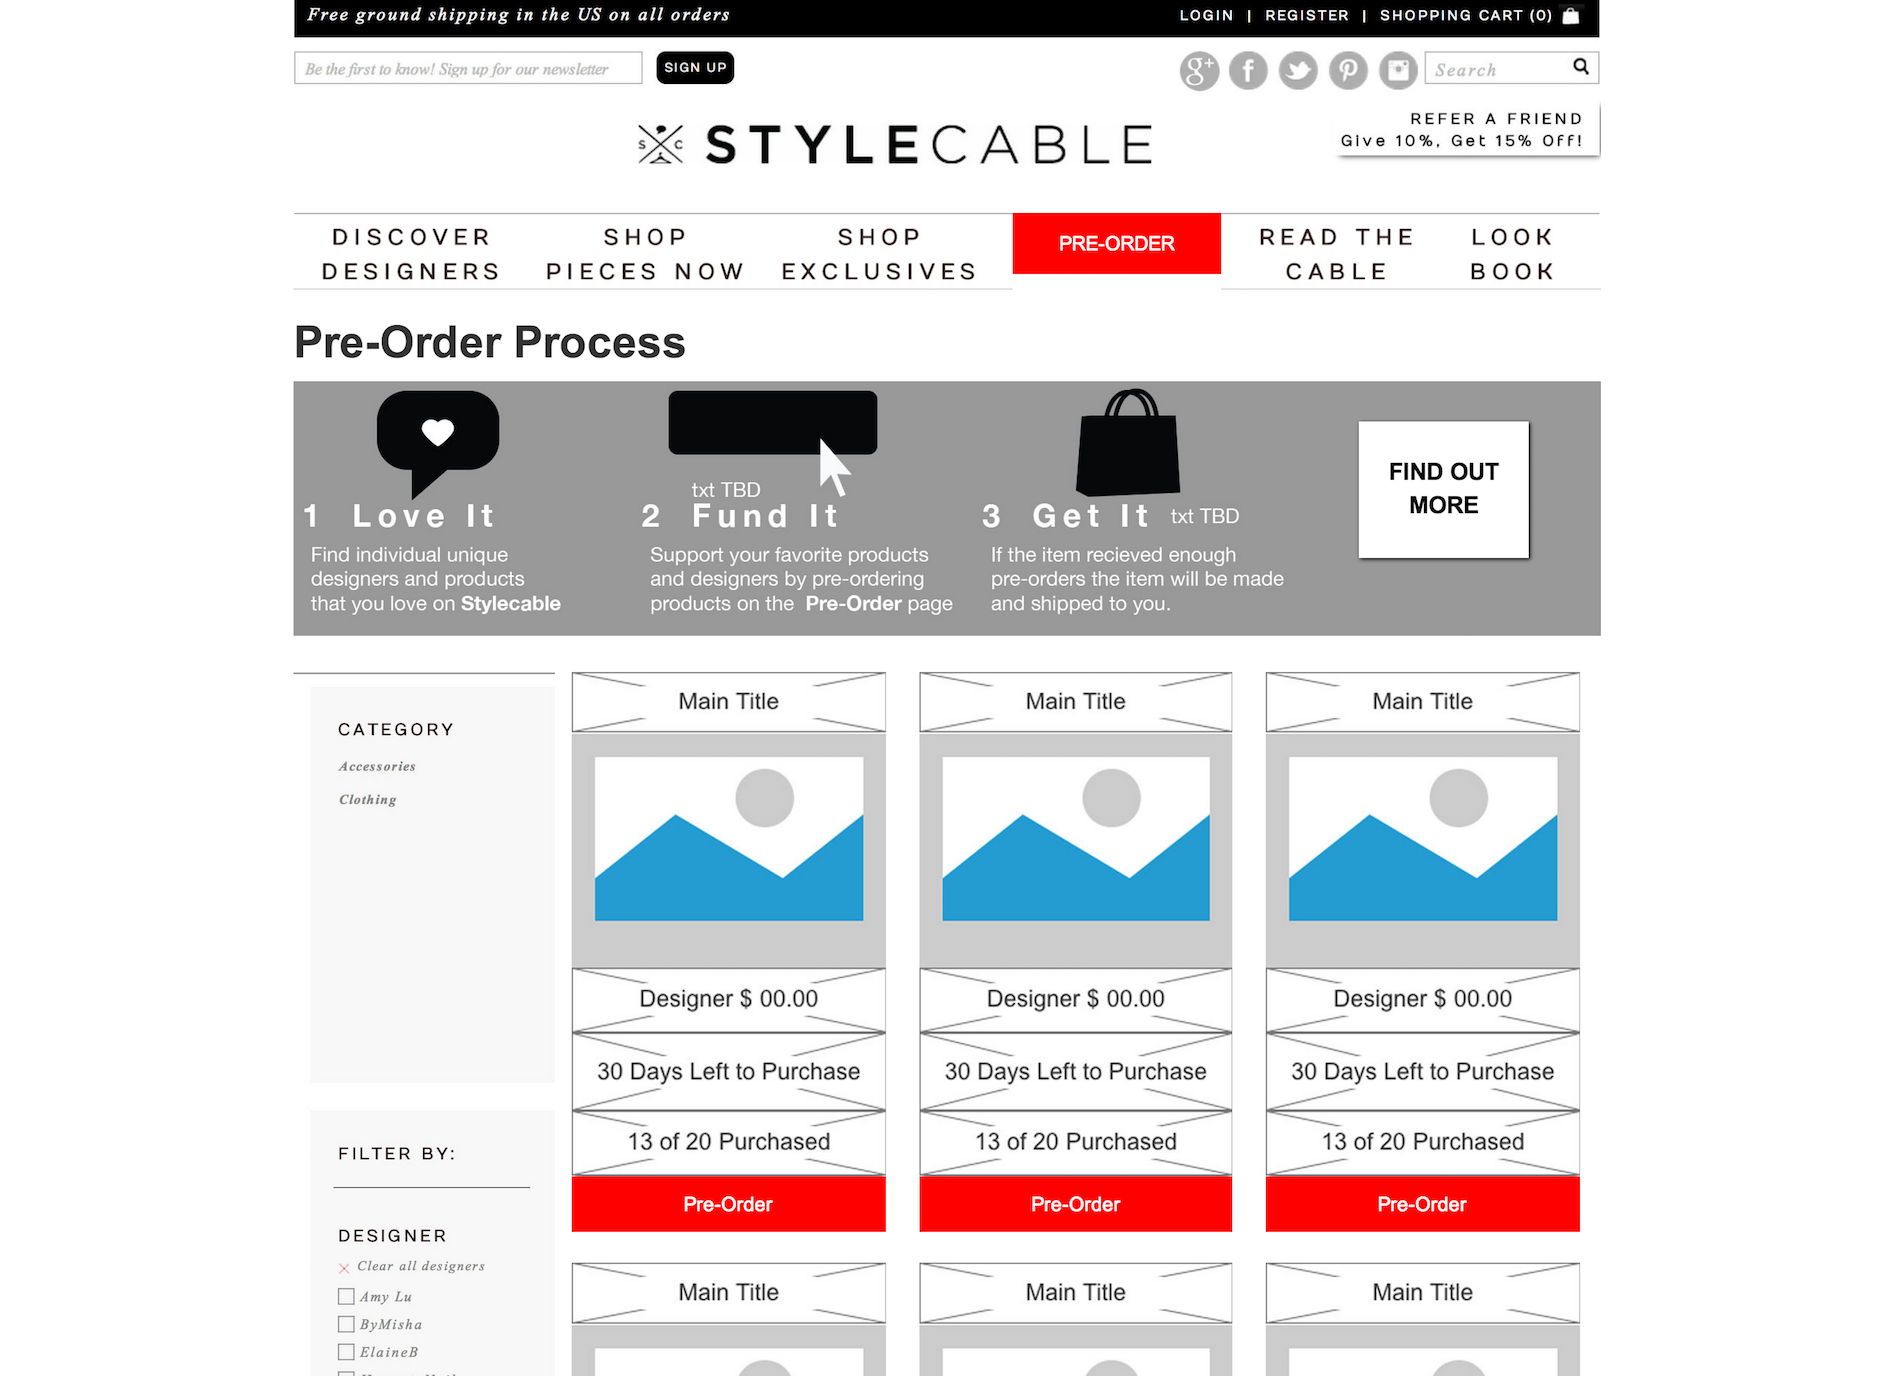 Free ground shipping in the US on all orders
LOGIN | REGISTER | SHOPPING CART (0)
Be the first to know! Sign up for our newsletter
SIGN UP
g+ f
Search
REFER A FRIEND
Give 10%, Get 15% Off!
S C STYLECABLE
DISCOVER DESIGNERS
SHOP PIECES NOW
SHOP EXCLUSIVES
PRE-ORDER
READ THE CABLE
LOOK BOOK
Pre-Order Process
1 Love It
Find individual unique
designers and products
that you love on Stylecable
txt TBD
2 Fund It
Support your favorite products
and designers by pre-ordering
products on the Pre-Order page
3 Get It txt TBD
If the item recieved enough
pre-orders the item will be made
and shipped to you.
FIND OUT
MORE
CATEGORY
Accessories
Clothing
FILTER BY:
DESIGNER
Clear all designers
Amy Lu
ByMisha
ElaineB
Main Title
Main Title
Main Title
Designer $ 00.00
Designer $ 00.00
Designer $ 00.00
30 Days Left to Purchase
30 Days Left to Purchase
30 Days Left to Purchase
13 of 20 Purchased
13 of 20 Purchased
13 of 20 Purchased
Pre-Order
Pre-Order
Pre-Order
Main Title
Main Title
Main Title